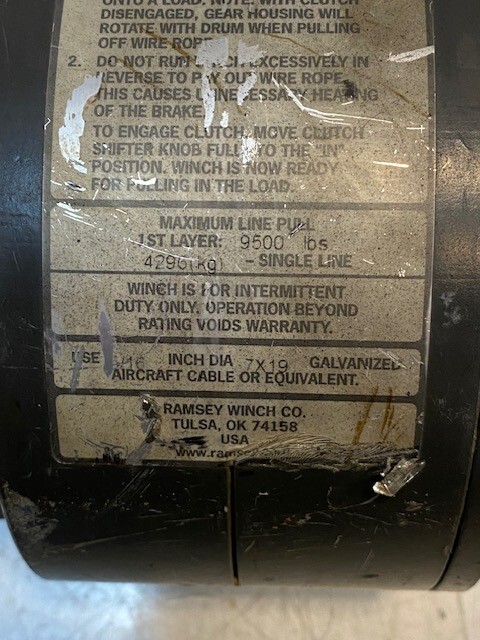 ONTO A LOAD. NOTE: WITH CLUTCH
DISENGAGED, GEAR HOUSING WILL
ROTATE WITH DRUM WHEN PULLING
OFF WIRE ROPE.
2. DO NOT RUN EXCESSIVELY IN
REVERSE TO PAY OUT WIRE ROPE.
THIS CAUSES UNNECESSARY HEATING
OF THE BRAKE.
TO ENGAGE CLUTCH, MOVE CLUTCH
SHIFTER KNOB FULLY TO THE "IN"
POSITION. WINCH IS NOW READY
FOR PULLING IN THE LOAD.
MAXIMUM LINE PULL
1ST LAYER: 9500 lbs
4296(kg) - SINGLE LINE
WINCH IS FOR INTERMITTENT
DUTY ONLY. OPERATION BEYOND
RATING VOIDS WARRANTY.
USE INCH DIA 7X19 GALVANIZED
AIRCRAFT CABLE OR EQUIVALENT.
RAMSEY WINCH CO.
TULSA, OK 74158
USA